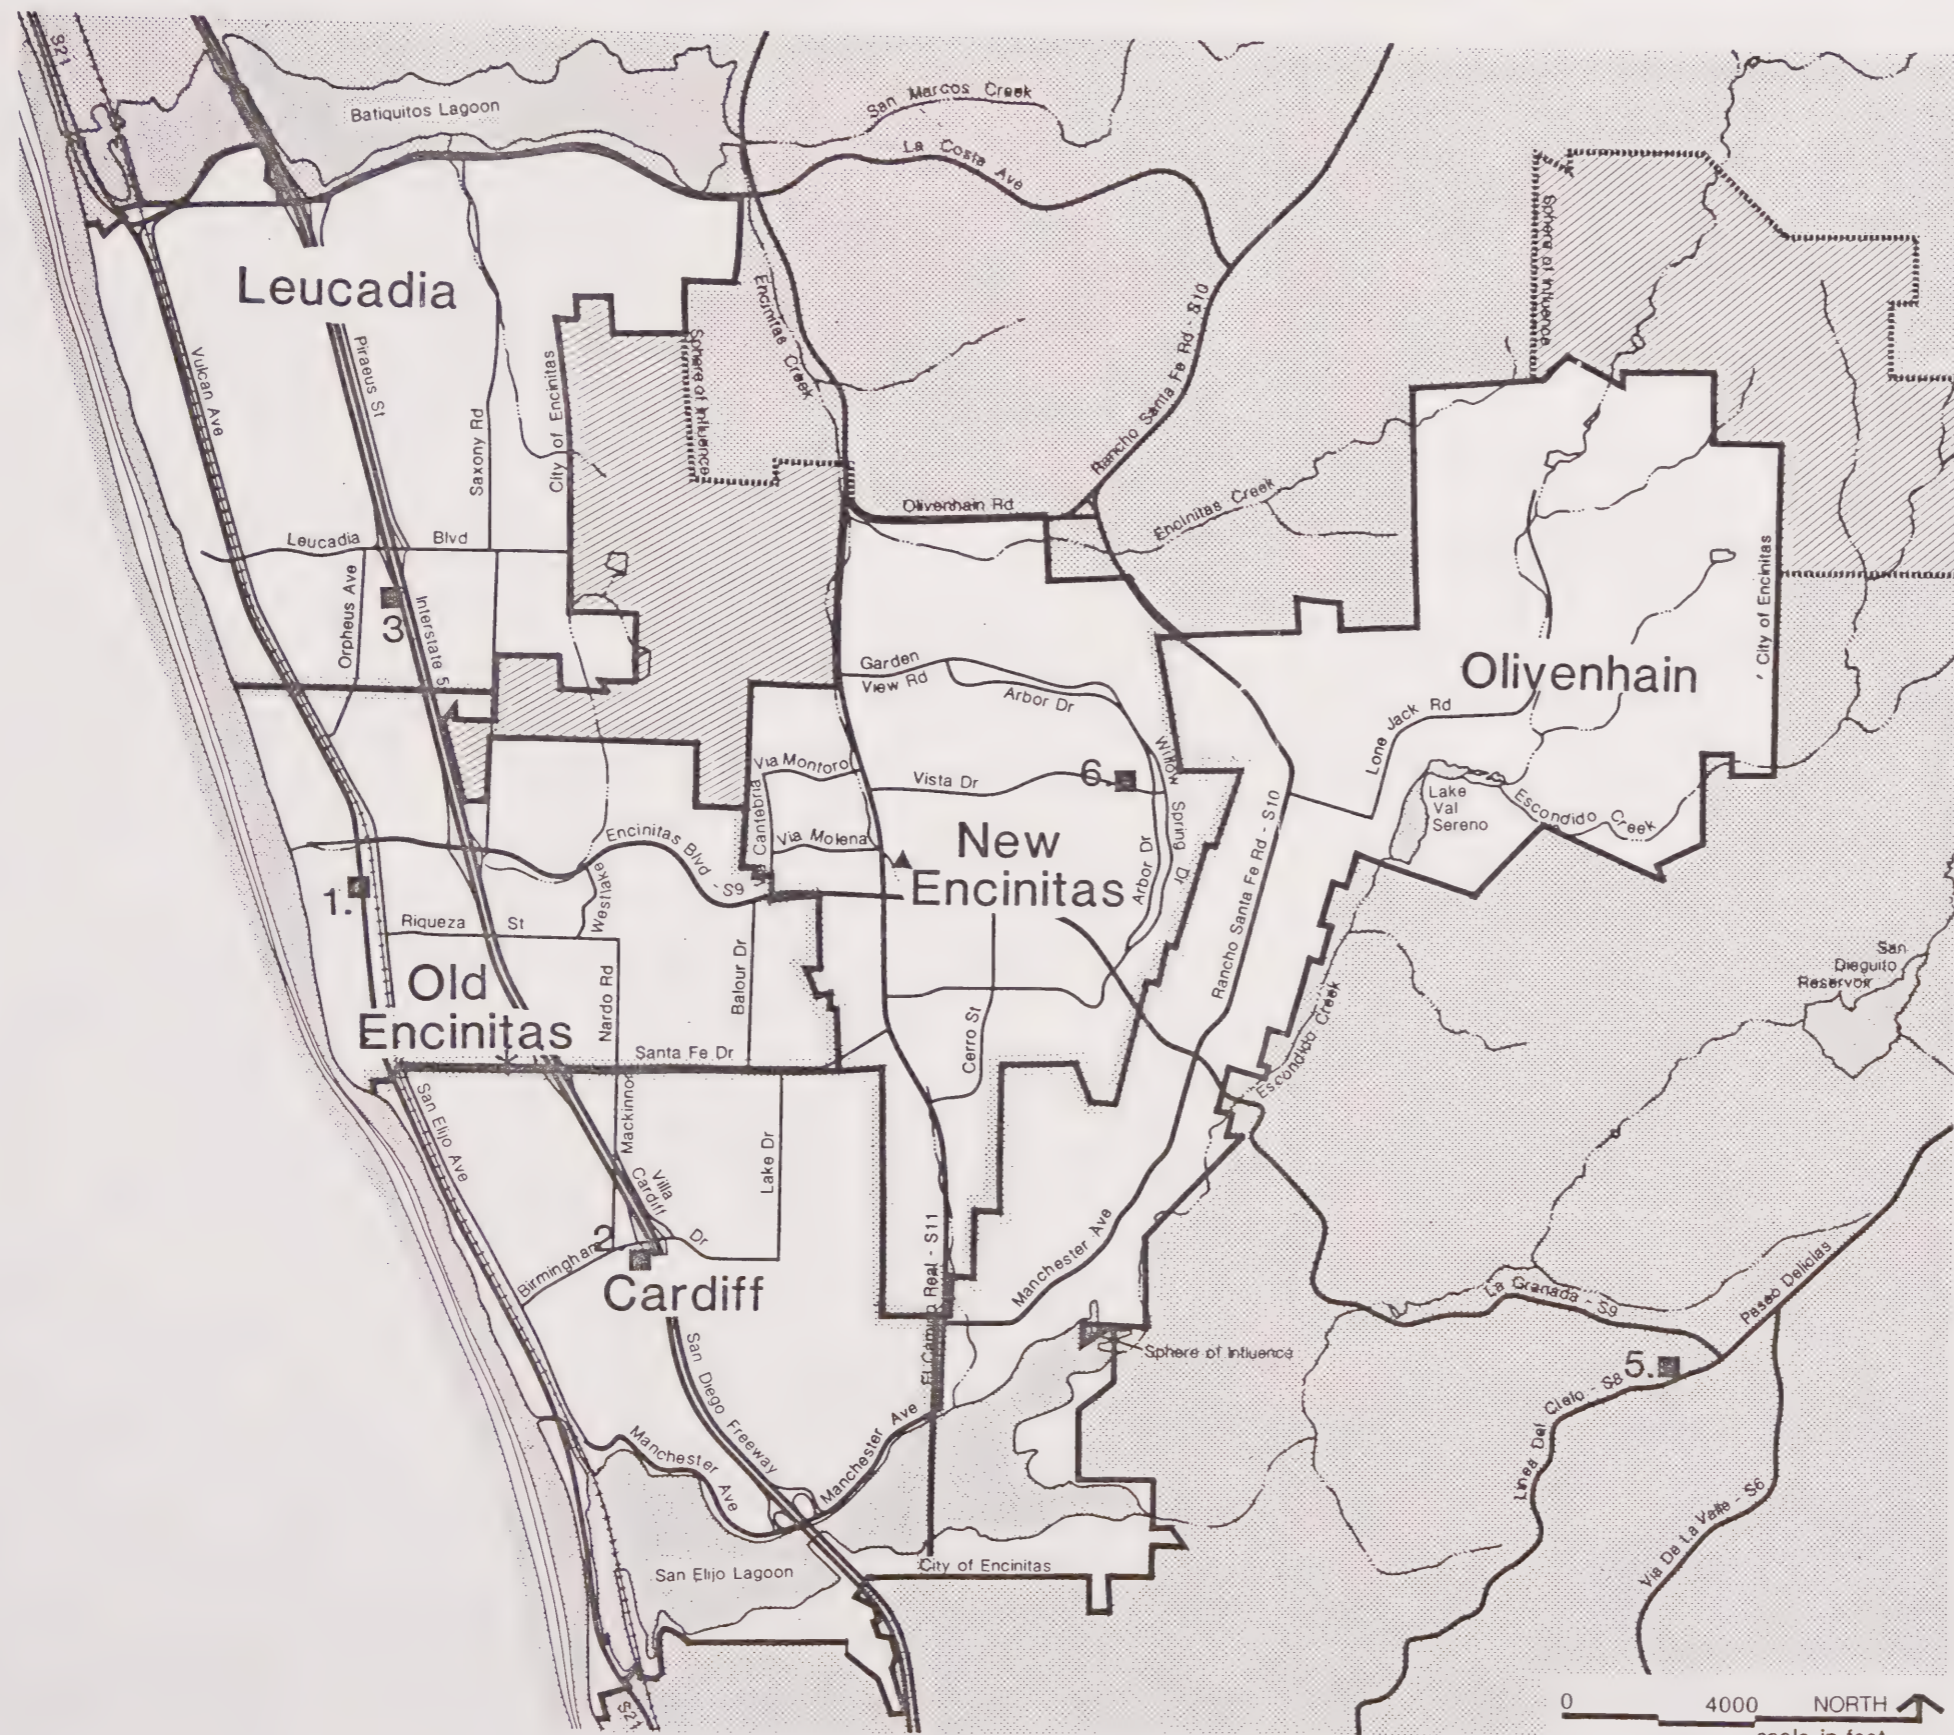 S21
Batiquitos Lagoon
San Marcos Creek
La Costa Ave
Sphere of Influence
Leucadia
Encinitas Creek
Rancho Santa Fe Rd - S10
Vulcan Ave
Piraeus St
Saxony Rd
City of Encinitas
Sphere of Influence
Olivenhain Rd
Encinitas Creek
Leucadia Blvd
Orpheus Ave
3
Interstate 5
City of Encinitas
Garden
View Rd
Arbor Dr
Olivenhain
Lone Jack Rd
Willow Spring Dr
Via Montoro
Vista Dr
6
Via Cantebria
Lake
Val
Sereno
Escondido Creek
Encinitas Blvd - S9
Via Molena
New
Encinitas
Arbor Dr
Rancho Santa Fe Rd - S10
1.
Westlake
Riqueza St
Old
Encinitas
Nardo Rd
Balour Dr
San
Dieguito
Reservoir
Cerro St
Escondido Creek
Santa Fe Dr
San Elijo Ave
Mackinnon
Villa
Cardiff
Lake Dr
2
Birmingham Dr
Cardiff
El Camino Real - S11
Manchester Ave
La Granada - S9
Paseo Delicias
Sphere of Influence
5.
Linea Del Cielo - S8
San Diego Freeway
Manchester Ave
Manchester Ave
Via De La Valle - S6
City of Encinitas
San Elijo Lagoon
S21
0 4000 NORTH
scale in feet